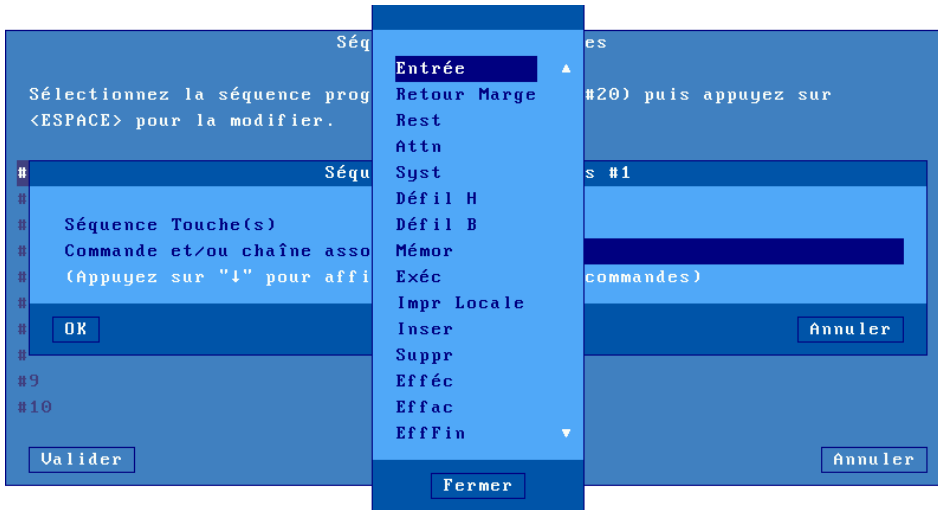 Séq es
Sélectionnez la séquence prog #20) puis appuyez sur
<ESPACE> pour la modifier.
# Séqu s #1
#
# Séquence Touche(s)
# Commande et/ou chaîne asso
# (Appuyez sur "↓" pour affi commandes)
#
# OK Annuler
#
#9
#10
Valider Annuler
Entrée ▲
Retour Marge
Rest
Attn
Syst
Défil H
Défil B
Mémor
Exéc
Impr Locale
Inser
Suppr
Efféc
Effac
EffFin ▼
Fermer